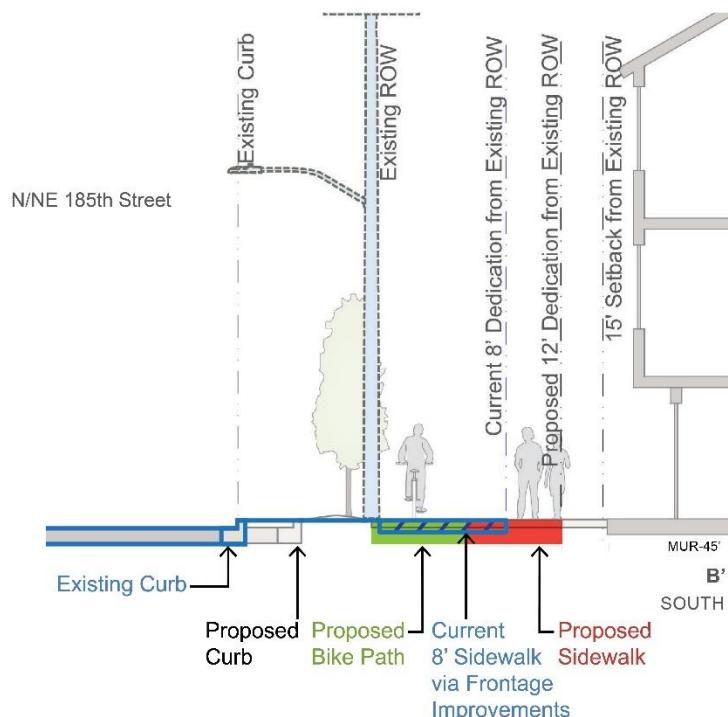 Existing Curb
Existing ROW
Current 8' Dedication from Existing ROW
Proposed 12' Dedication from Existing ROW
15' Setback from Existing ROW
N/NE 185th Street
MUR-45'
B'
SOUTH
Existing Curb
Proposed
Curb
Proposed
Bike Path
Current
8' Sidewalk
via Frontage
Improvements
Proposed
Sidewalk